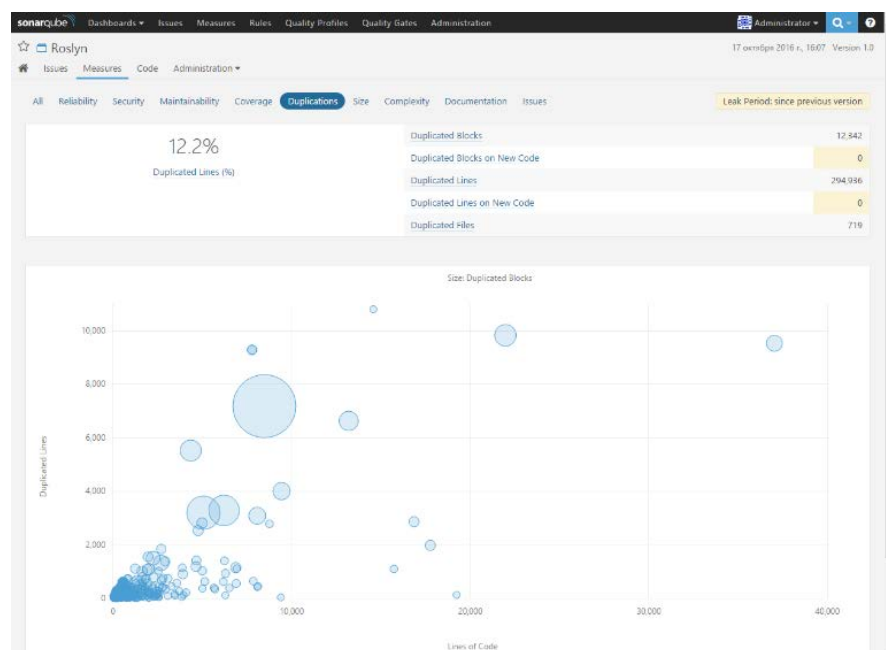 sonarqube Dashboards Issues Measures Rules Quality Profiles Quality Gates Administration Administrator ?
Roslyn 17 октября 2016 г., 16:07 Version 1.0
Issues Measures Code Administration
All Reliability Security Maintainability Coverage Duplications Size Complexity Documentation Issues Leak Period: since previous version
12.2%
Duplicated Lines (%)
Duplicated Blocks 12,342
Duplicated Blocks on New Code 0
Duplicated Lines 294,936
Duplicated Lines on New Code 0
Duplicated Files 719
Size: Duplicated Blocks
10,000
8,000
6,000
4,000
2,000
0
Duplicated Lines
0 10,000 20,000 30,000 40,000
Lines of Code